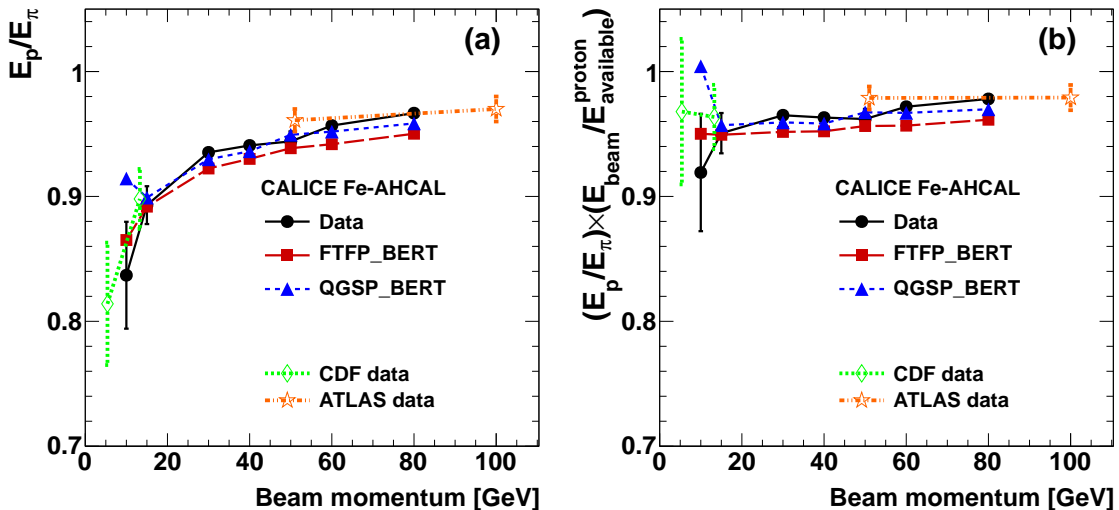 E_p/E_π
(a)
1
0.9
0.8
0.7
CALICE Fe-AHCAL
Data
FTFP_BERT
QGSP_BERT
CDF data
ATLAS data
0 20 40 60 80 100
Beam momentum [GeV]
(E_p/E_π)×(E_beam/E^proton_available)
(b)
1
0.9
0.8
0.7
CALICE Fe-AHCAL
Data
FTFP_BERT
QGSP_BERT
CDF data
ATLAS data
0 20 40 60 80 100
Beam momentum [GeV]